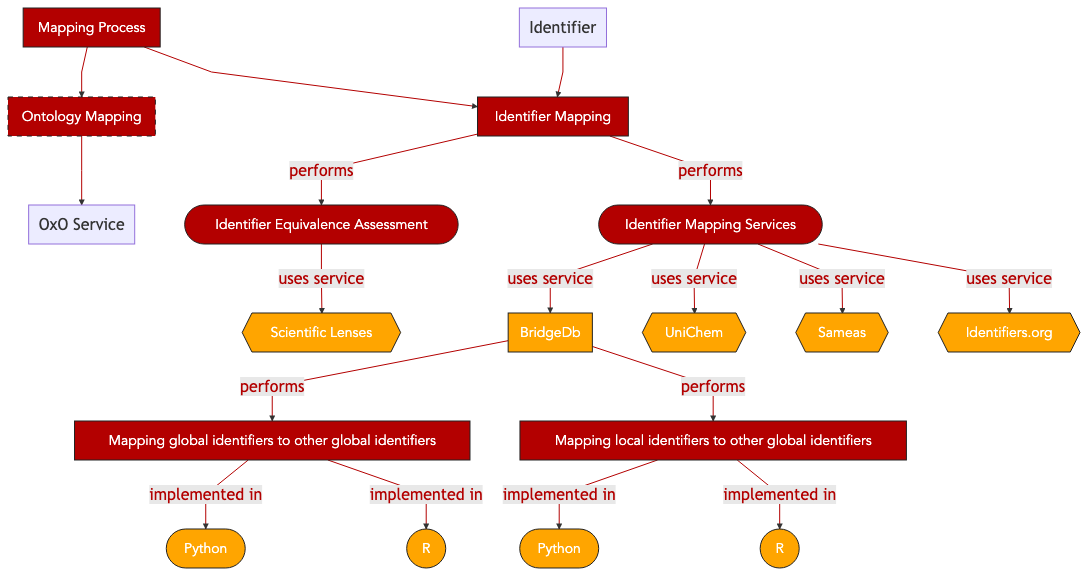 Mapping Process
Identifier
Ontology Mapping
Identifier Mapping
performs
performs
OxO Service
Identifier Equivalence Assessment
Identifier Mapping Services
uses service
uses service
uses service
uses service
uses service
Scientific Lenses
BridgeDb
UniChem
Sameas
Identifiers.org
performs
performs
Mapping global identifiers to other global identifiers
Mapping local identifiers to other global identifiers
implemented in
implemented in
implemented in
implemented in
Python
R
Python
R